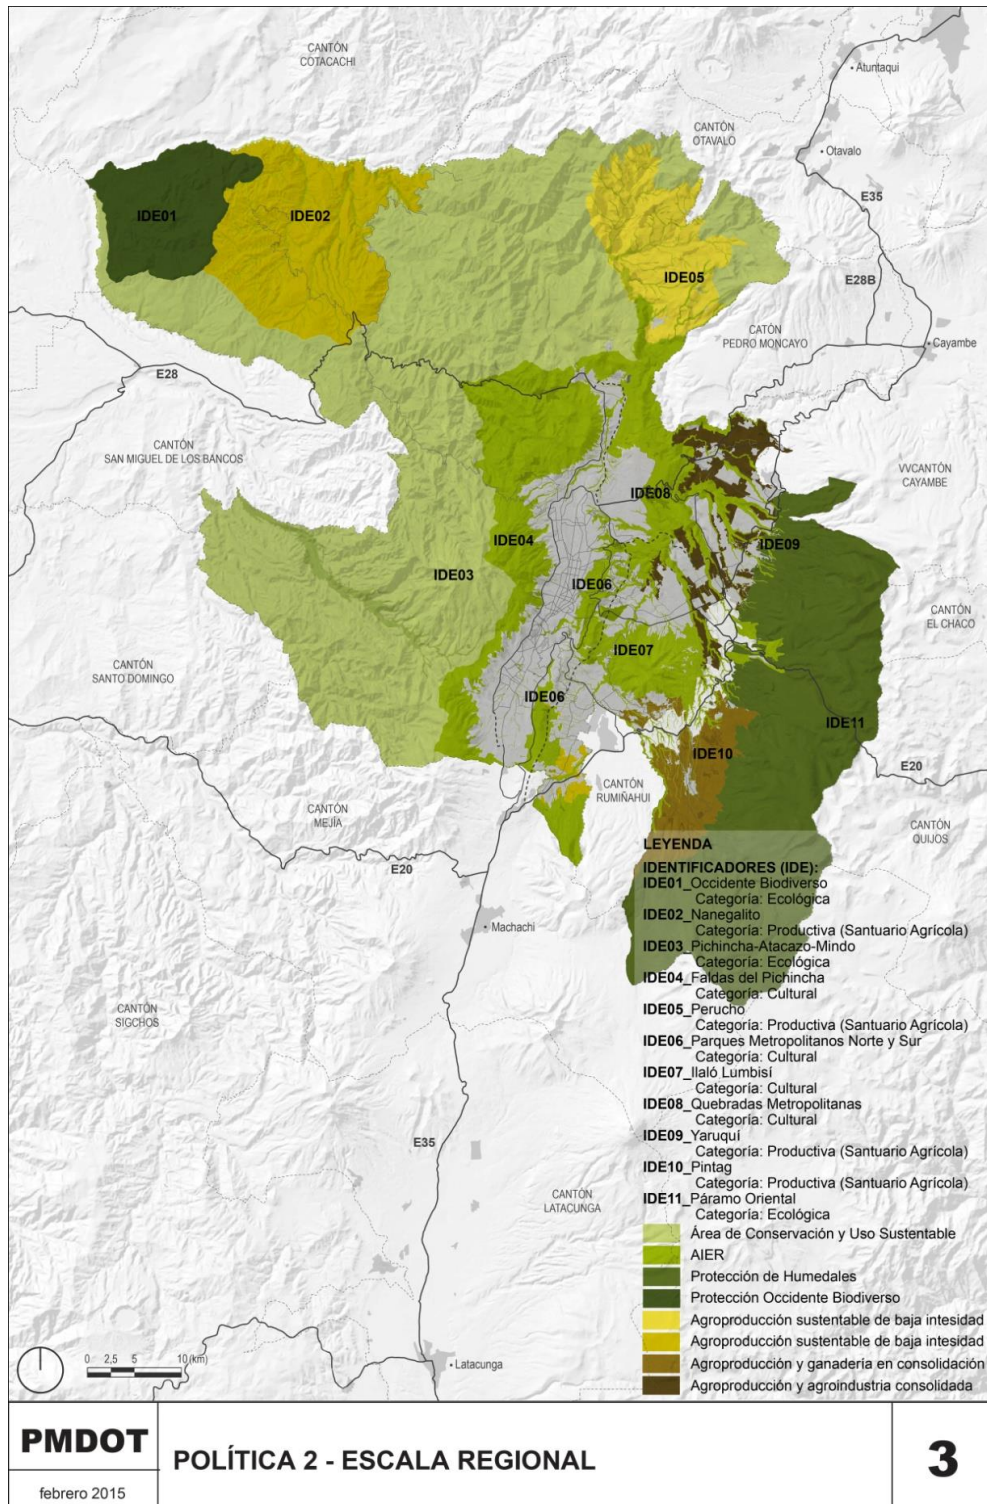 CANTÓN
COTACACHI
Atuntaqui
CANTÓN
OTAVALO
Otavalo
E35
IDE01
IDE02
IDE05
E28B
CATÓN
PEDRO MONCAYO
Cayambe
E28
IDE04
CANTÓN
SAN MIGUEL DE LOS BANCOS
VVCANTÓN
CAYAMBE
IDE08
IDE04
IDE09
IDE03
IDE06
CANTÓN
EL CHACO
IDE07
CANTÓN
SANTO DOMINGO
IDE06
IDE11
IDE10
E20
CANTÓN
RUMIÑAHUI
CANTÓN
MEJÍA
CANTÓN
QUIJOS
E20
Machachi
CANTÓN
SIGCHOS
E35
CANTÓN
LATACUNGA
LEYENDA
IDENTIFICADORES (IDE):
IDE01_Occidente Biodiverso
Categoría: Ecológica
IDE02_Nanegalito
Categoría: Productiva (Santuario Agrícola)
IDE03_Pichincha-Atacazo-Mindo
Categoría: Ecológica
IDE04_Faldas del Pichincha
Categoría: Cultural
IDE05_Perucho
Categoría: Productiva (Santuario Agrícola)
IDE06_Parques Metropolitanos Norte y Sur
Categoría: Cultural
IDE07_Ilaló Lumbisí
Categoría: Cultural
IDE08_Quebradas Metropolitanas
Categoría: Cultural
IDE09_Yaruquí
Categoría: Productiva (Santuario Agrícola)
IDE10_Pintag
Categoría: Productiva (Santuario Agrícola)
IDE11_Páramo Oriental
Categoría: Ecológica
Área de Conservación y Uso Sustentable
AIER
Protección de Humedales
Protección Occidente Biodiverso
Agroproducción sustentable de baja intesidad
Agroproducción sustentable de baja intesidad
Agroproducción y ganadería en consolidación
Agroproducción y agroindustria consolidada
0 2,5 5 10 (km)
Latacunga
PMDOT
febrero 2015
POLÍTICA 2 - ESCALA REGIONAL
3